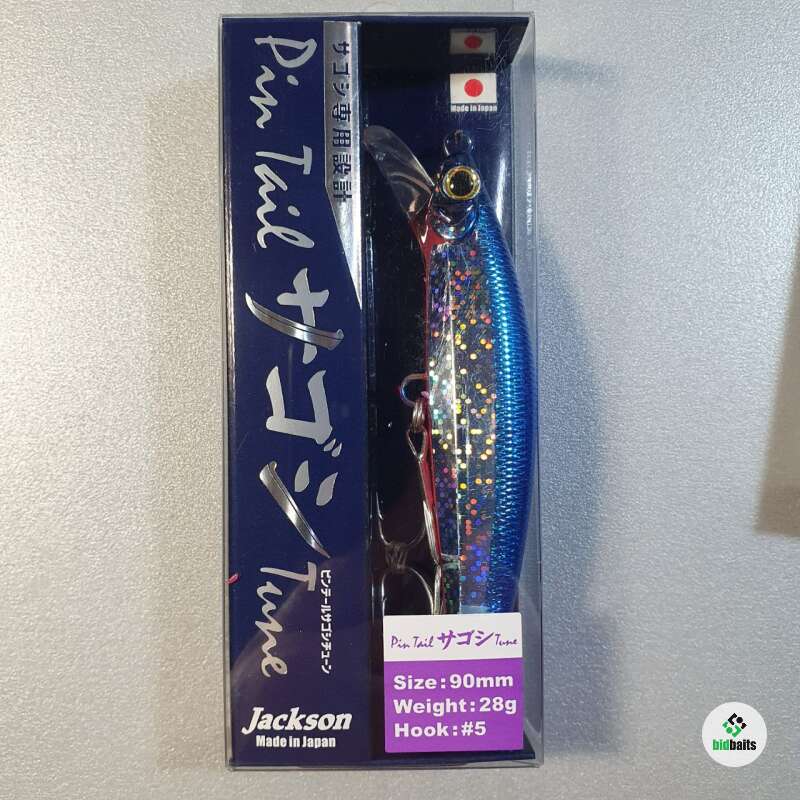 サゴシ専用設計
Pin Tail サゴシ Tune
ピンテールサゴシチューン
Jackson
Made in Japan
Made in Japan
Pin Tail サゴシ Tune
Size:90mm
Weight:28g
Hook:#5
bidbaits